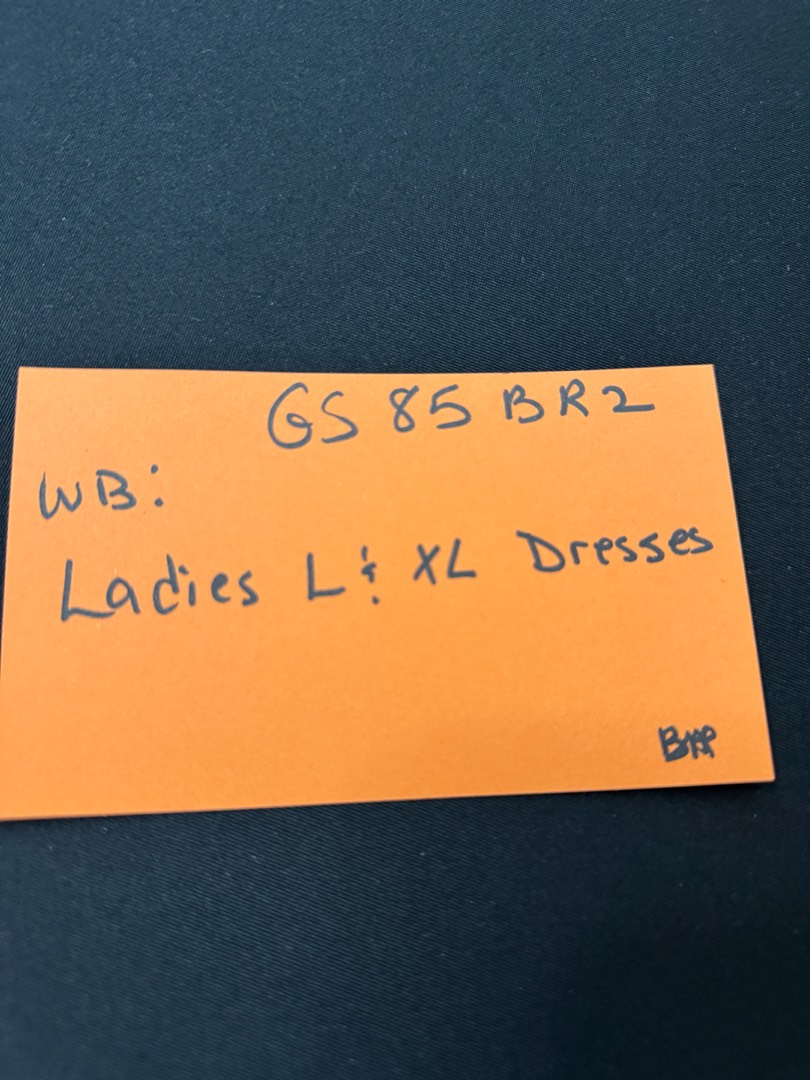 GS 85 BR2
WB:
Ladies L & XL Dresses